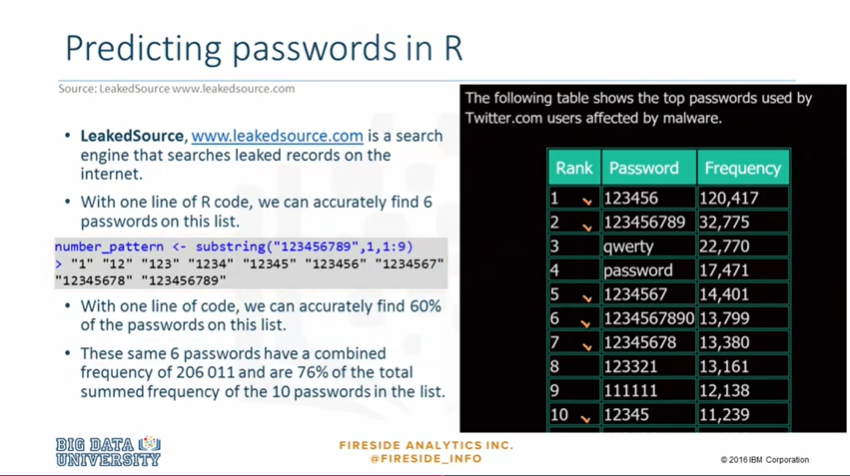 Predicting passwords in R
Source: LeakedSource www.leakedsource.com
• LeakedSource, www.leakedsource.com is a search
engine that searches leaked records on the
internet.
• With one line of R code, we can accurately find 6
passwords on this list.
number_pattern <- substring("123456789",1,1:9)
> "1" "12" "123" "1234" "12345" "123456" "1234567"
"12345678" "123456789"
• With one line of code, we can accurately find 60%
of the passwords on this list.
• These same 6 passwords have a combined
frequency of 206 011 and are 76% of the total
summed frequency of the 10 passwords in the list.
The following table shows the top passwords used by
Twitter.com users affected by malware.
Rank Password Frequency
1 123456 120,417
2 123456789 32,775
3 qwerty 22,770
4 password 17,471
5 1234567 14,401
6 1234567890 13,799
7 12345678 13,380
8 123321 13,161
9 111111 12,138
10 12345 11,239
BIG DATA
UNIVERSITY
FIRESIDE ANALYTICS INC.
@FIRESIDE_INFO
© 2016 IBM Corporation